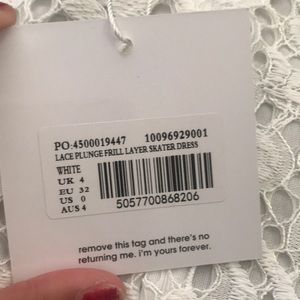 PO:4500019447 10096929001
LACE PLUNGE FRILL LAYER SKATER DRESS
WHITE
UK 4
EU 32
US 0
AUS 4
5057700868206
remove this tag and there's no
returning me. i'm yours forever.